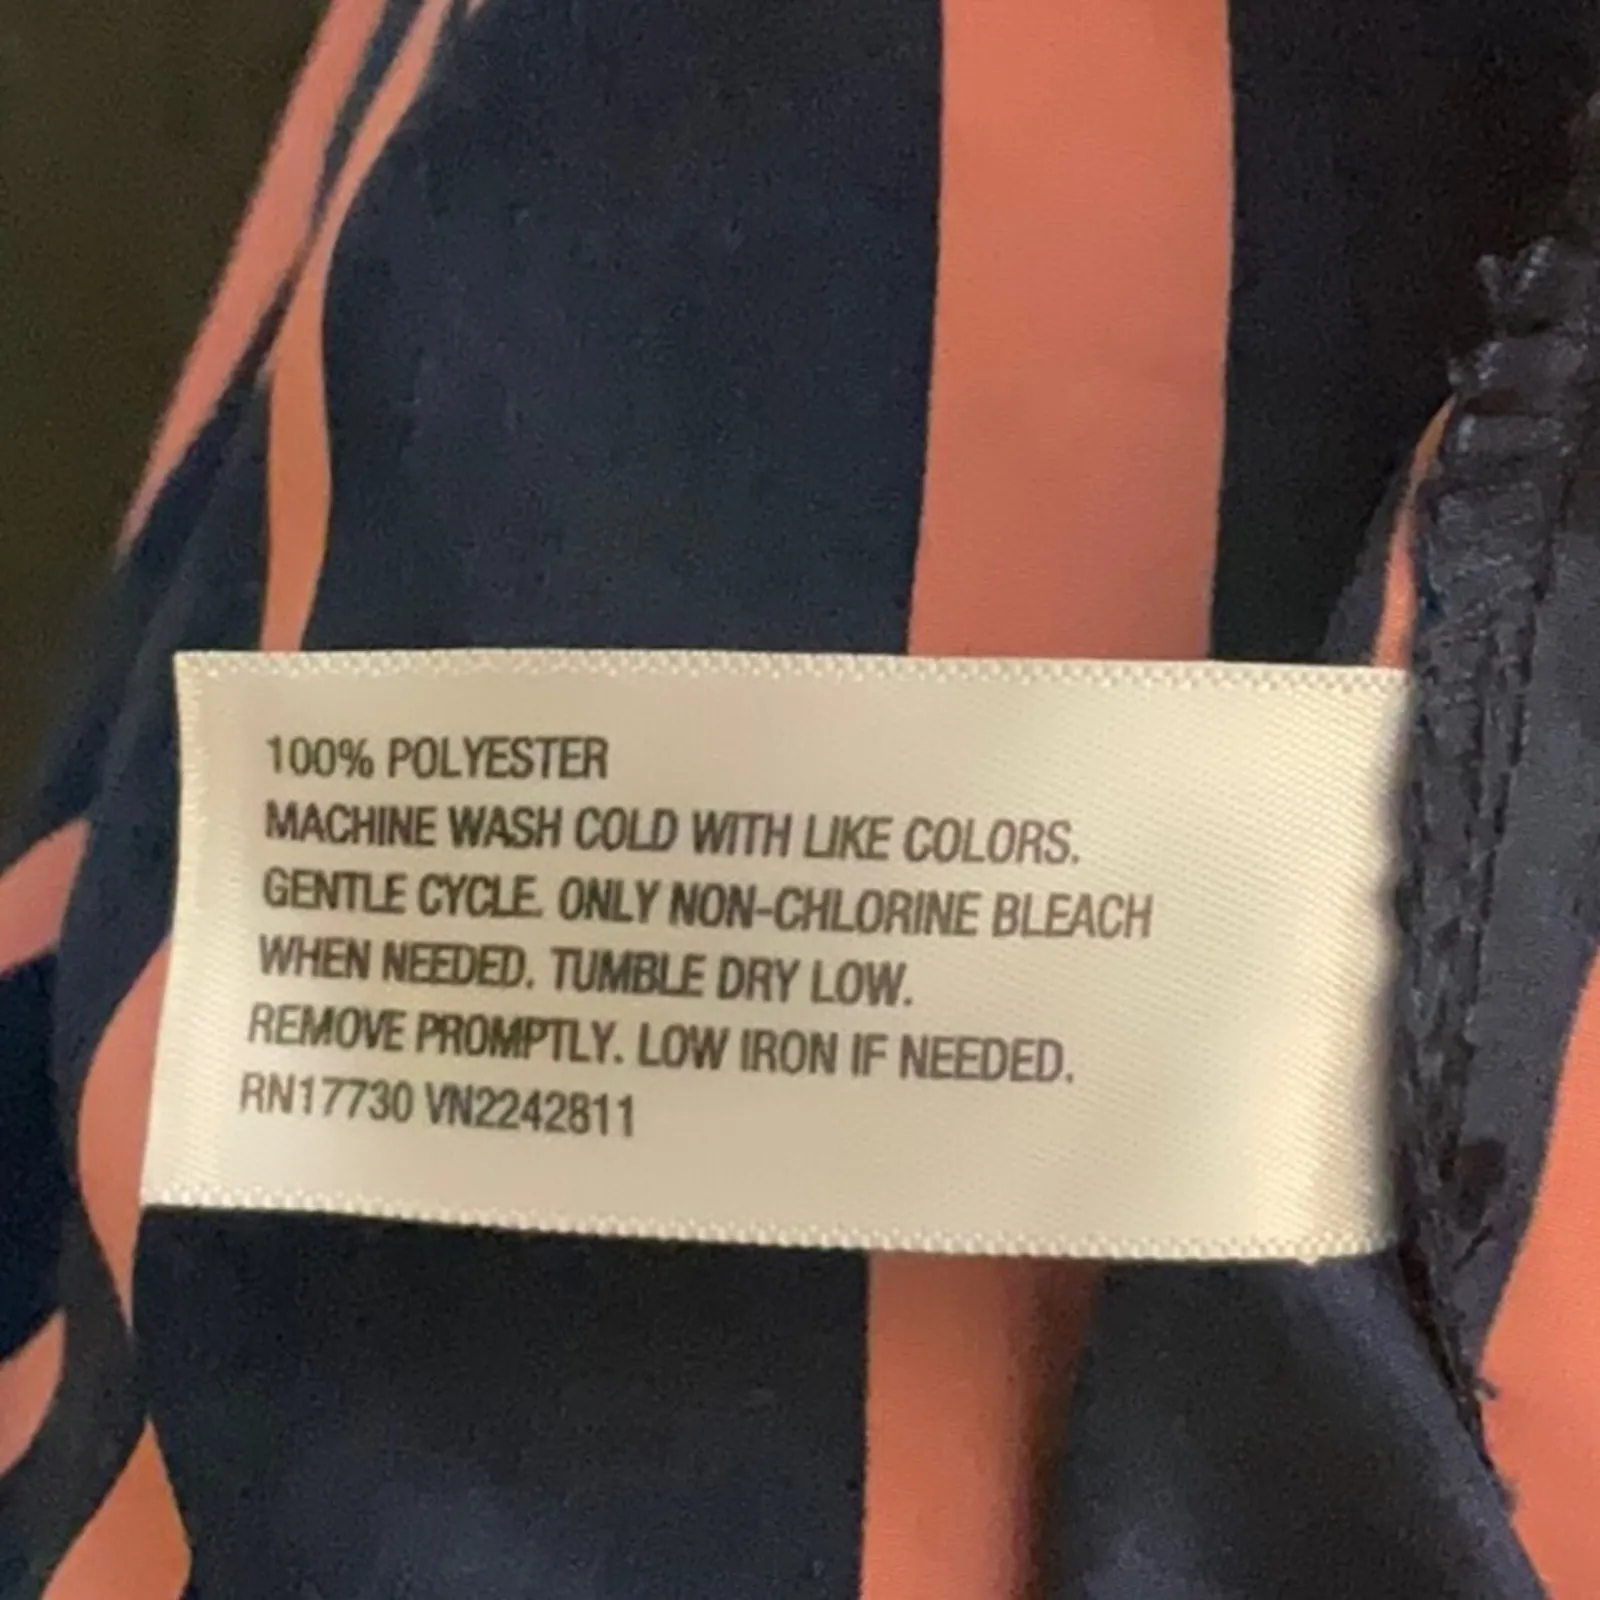 100% POLYESTER
MACHINE WASH COLD WITH LIKE COLORS.
GENTLE CYCLE. ONLY NON-CHLORINE BLEACH
WHEN NEEDED. TUMBLE DRY LOW.
REMOVE PROMPTLY. LOW IRON IF NEEDED.
RN17730 VN2242811